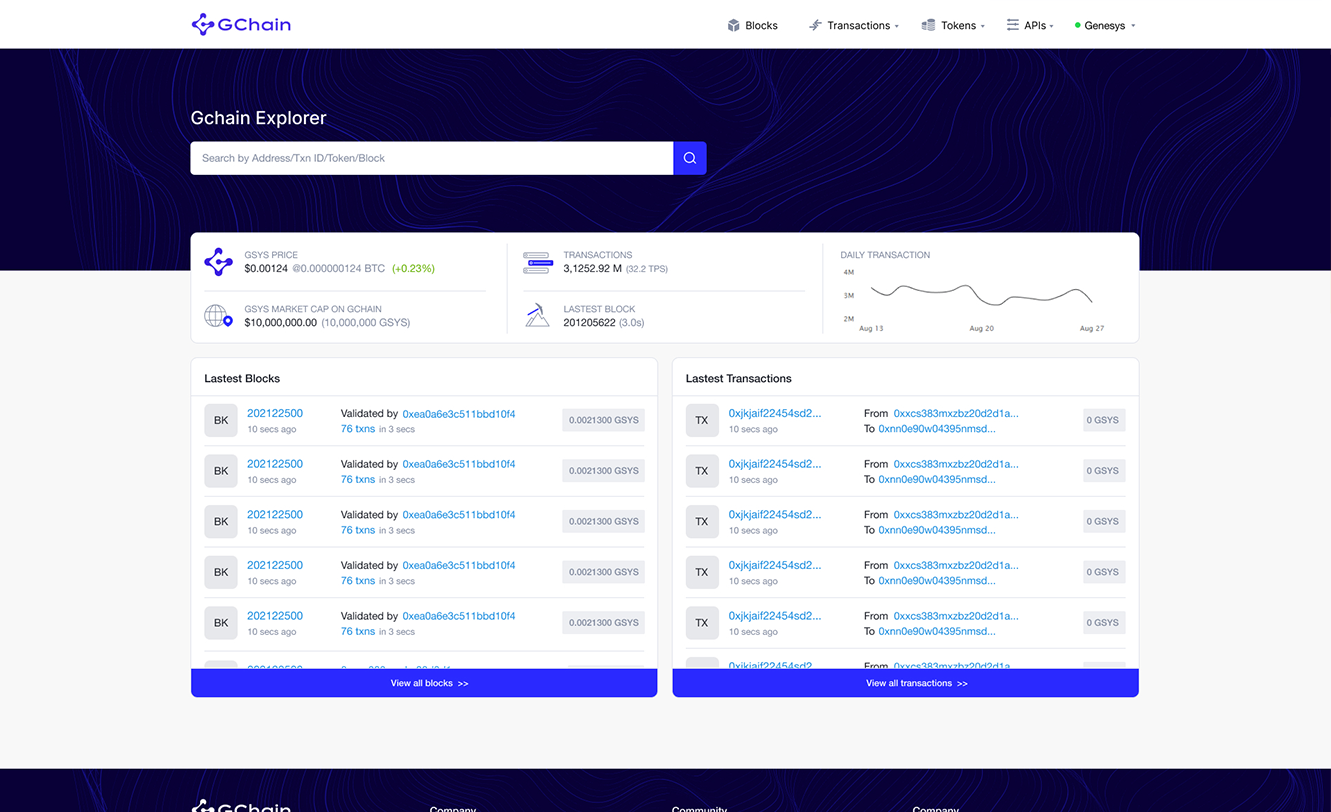 GChain
Blocks
Transactions
Tokens
APIs
Genesys
Gchain Explorer
Search by Address/Txn ID/Token/Block
GSYS PRICE
$0.00124 @0.000000124 BTC (+0.23%)
GSYS MARKET CAP ON GCHAIN
$10,000,000.00 (10,000,000 GSYS)
TRANSACTIONS
3,1252.92 M (32.2 TPS)
LASTEST BLOCK
201205622 (3.0s)
DAILY TRANSACTION
4M
3M
2M
Aug 13
Aug 20
Aug 27
Lastest Blocks
BK
202122500
10 secs ago
Validated by 0xea0a6e3c511bbd10f4
76 txns in 3 secs
0.0021300 GSYS
BK
202122500
10 secs ago
Validated by 0xea0a6e3c511bbd10f4
76 txns in 3 secs
0.0021300 GSYS
BK
202122500
10 secs ago
Validated by 0xea0a6e3c511bbd10f4
76 txns in 3 secs
0.0021300 GSYS
BK
202122500
10 secs ago
Validated by 0xea0a6e3c511bbd10f4
76 txns in 3 secs
0.0021300 GSYS
BK
202122500
10 secs ago
Validated by 0xea0a6e3c511bbd10f4
76 txns in 3 secs
0.0021300 GSYS
202122500
View all blocks >>
Lastest Transactions
TX
0xjkjaif22454sd2...
10 secs ago
From 0xxcs383mxzbz20d2d1a...
To 0xnn0e90w04395nmsd...
0 GSYS
TX
0xjkjaif22454sd2...
10 secs ago
From 0xxcs383mxzbz20d2d1a...
To 0xnn0e90w04395nmsd...
0 GSYS
TX
0xjkjaif22454sd2...
10 secs ago
From 0xxcs383mxzbz20d2d1a...
To 0xnn0e90w04395nmsd...
0 GSYS
TX
0xjkjaif22454sd2...
10 secs ago
From 0xxcs383mxzbz20d2d1a...
To 0xnn0e90w04395nmsd...
0 GSYS
TX
0xjkjaif22454sd2...
10 secs ago
From 0xxcs383mxzbz20d2d1a...
To 0xnn0e90w04395nmsd...
0 GSYS
0xjkjaif22454sd2...
From 0xxcs383mxzbz20d2d1a...
View all transactions >>
GChain
Company
Community
Company